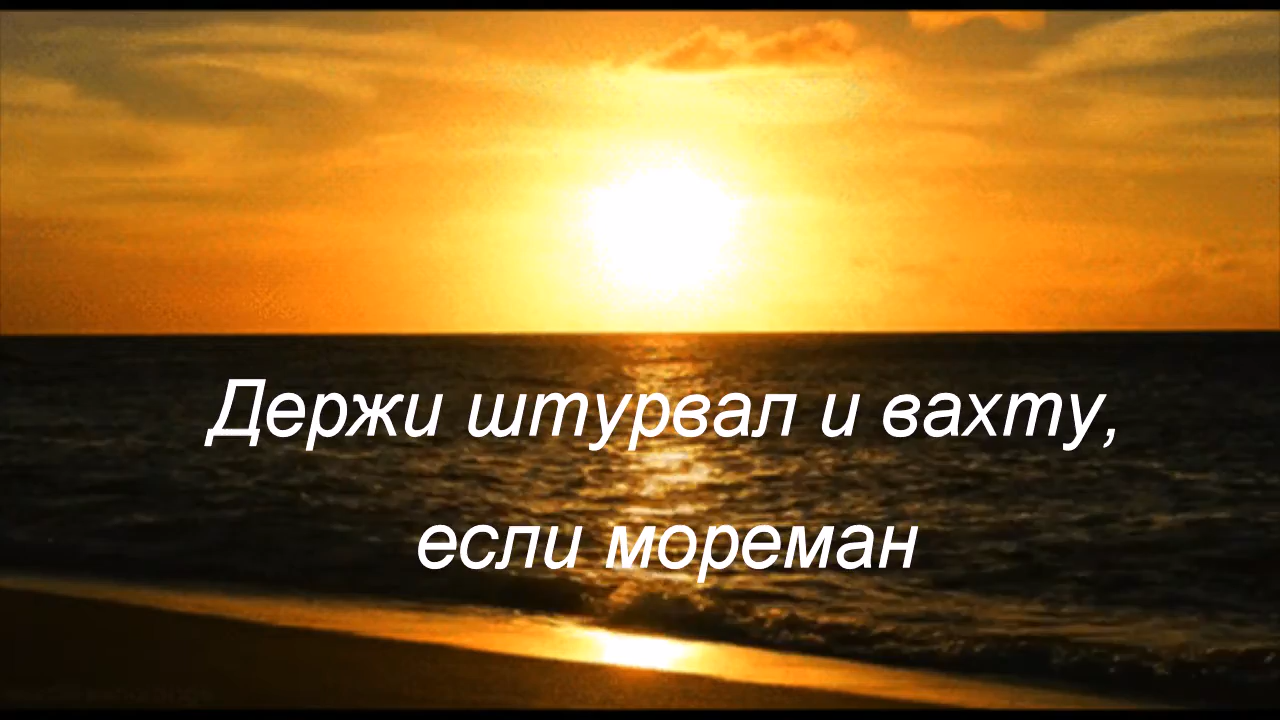 Держи штурвал и вахту,
если мореман